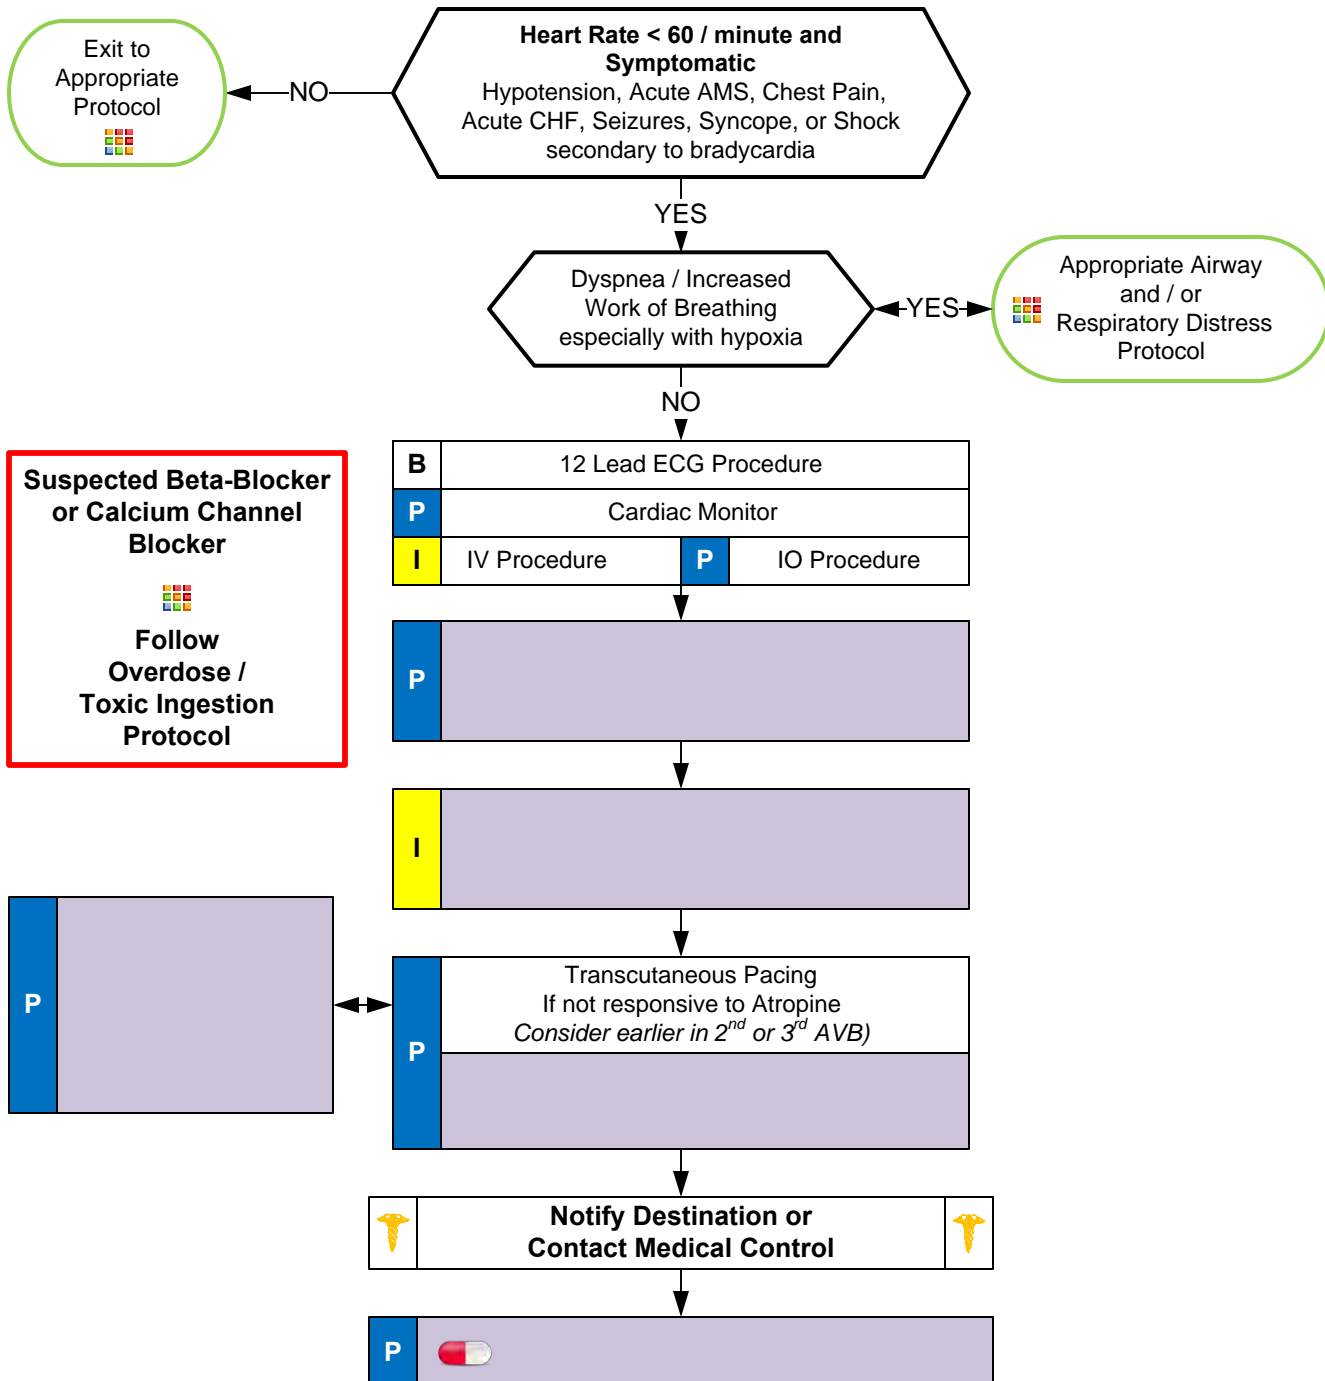 Heart Rate < 60 / minute and
Symptomatic
Hypotension, Acute AMS, Chest Pain,
Acute CHF, Seizures, Syncope, or Shock
secondary to bradycardia
NO
Exit to
Appropriate
Protocol
YES
Dyspnea / Increased
Work of Breathing
especially with hypoxia
YES
Appropriate Airway
and / or
Respiratory Distress
Protocol
NO
Suspected Beta-Blocker
or Calcium Channel
Blocker
Follow
Overdose /
Toxic Ingestion
Protocol
B 12 Lead ECG Procedure
P Cardiac Monitor
I IV Procedure P IO Procedure
P
I
P
P
Transcutaneous Pacing
If not responsive to Atropine
Consider earlier in 2nd or 3rd AVB)
Notify Destination or
Contact Medical Control
P